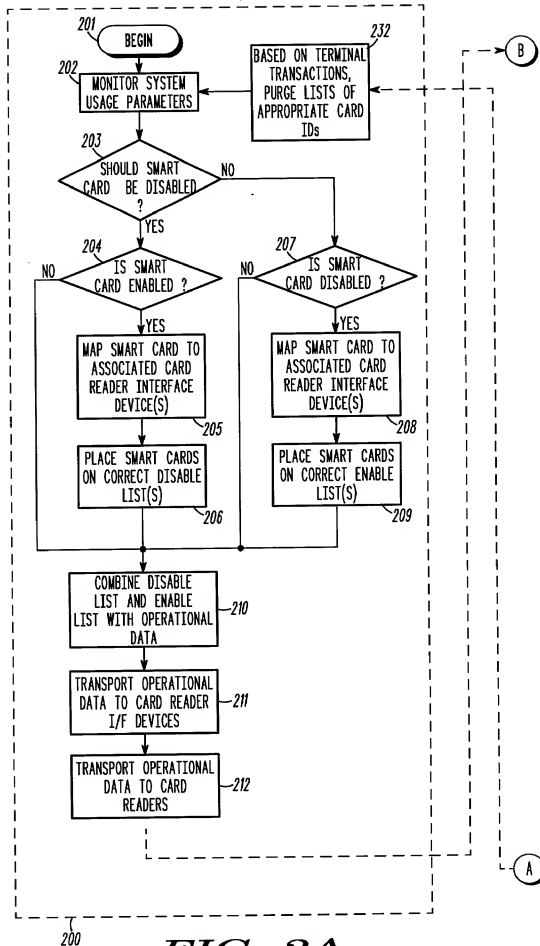 201
BEGIN
232
B
202
MONITOR SYSTEM
USAGE PARAMETERS
BASED ON TERMINAL
TRANSACTIONS,
PURGE LISTS OF
APPROPRIATE CARD
IDs
203
SHOULD SMART
CARD BE DISABLED
?
NO
YES
204
NO
IS SMART
CARD ENABLED ?
207
NO
IS SMART
CARD DISABLED ?
YES
YES
MAP SMART CARD TO
ASSOCIATED CARD
READER INTERFACE
DEVICE(S)
205
MAP SMART CARD TO
ASSOCIATED CARD
READER INTERFACE
DEVICE(S)
208
PLACE SMART CARDS
ON CORRECT DISABLE
LIST(S)
206
PLACE SMART CARDS
ON CORRECT ENABLE
LIST(S)
209
COMBINE DISABLE
LIST AND ENABLE
LIST WITH OPERATIONAL
DATA
210
TRANSPORT OPERATIONAL
DATA TO CARD READER
I/F DEVICES
211
TRANSPORT OPERATIONAL
DATA TO CARD
READERS
212
A
200